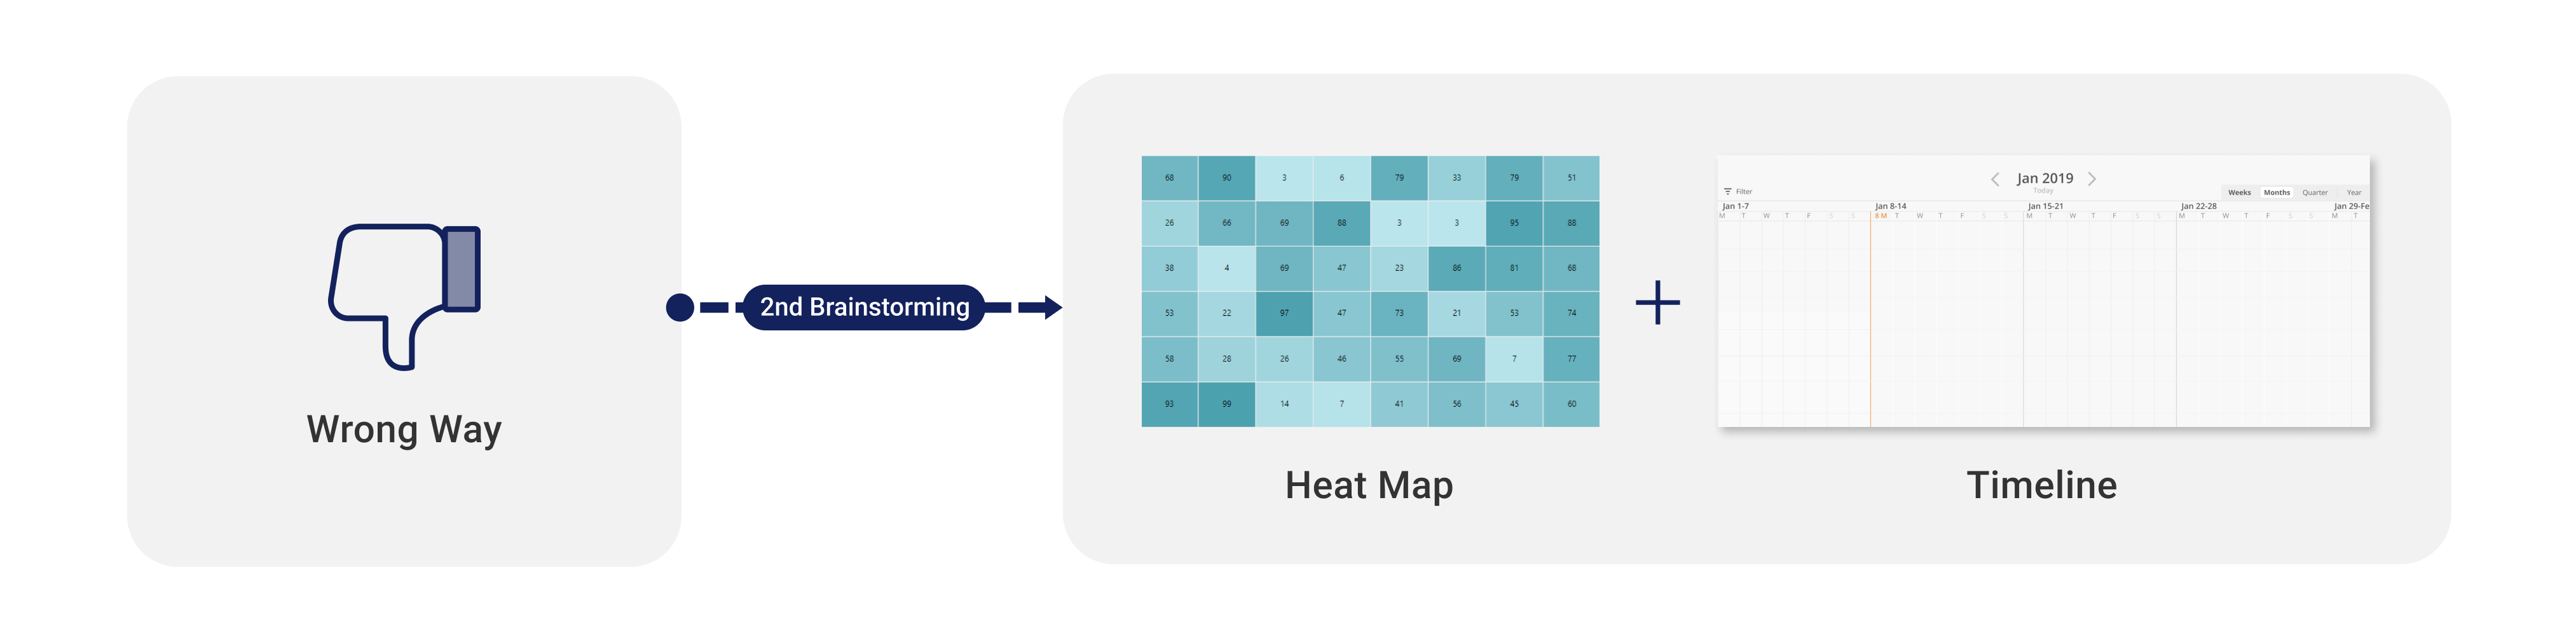 Wrong Way
2nd Brainstorming
68 90 3 6 79 33 79 51
26 66 69 88 3 3 95 88
38 4 69 47 23 86 81 68
53 22 97 47 73 21 53 74
58 28 26 46 55 69 7 77
93 99 14 7 41 56 45 60
Heat Map
Jan 2019
Today
Filter
Weeks Months Quarter Year
Jan 1-7 Jan 8-14 Jan 15-21 Jan 22-28 Jan 29-Fe
M T W T F S S 8 M T W T F S S M T W T F S S M T W T F S S M T
Timeline